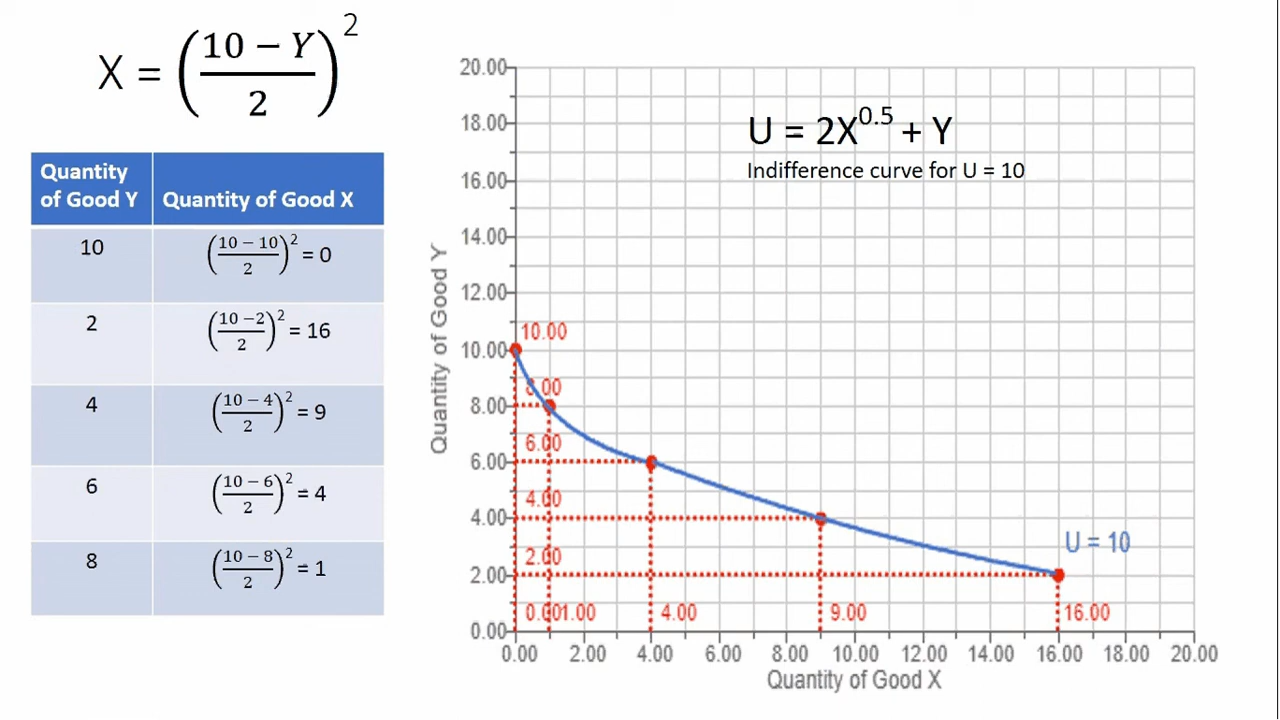 X = ((10 − Y)/2)²
Quantity of Good Y | Quantity of Good X
10 | ((10 − 10)/2)² = 0
2 | ((10 −2)/2)² = 16
4 | ((10 − 4)/2)² = 9
6 | ((10 − 6)/2)² = 4
8 | ((10 − 8)/2)² = 1
U = 2X^0.5 + Y
Indifference curve for U = 10
Quantity of Good Y
20.00
18.00
16.00
14.00
12.00
10.00
8.00
6.00
4.00
2.00
0.00
10.00
8.00
6.00
4.00
2.00
0.00 1.00 4.00 9.00 16.00
U = 10
0.00 2.00 4.00 6.00 8.00 10.00 12.00 14.00 16.00 18.00 20.00
Quantity of Good X